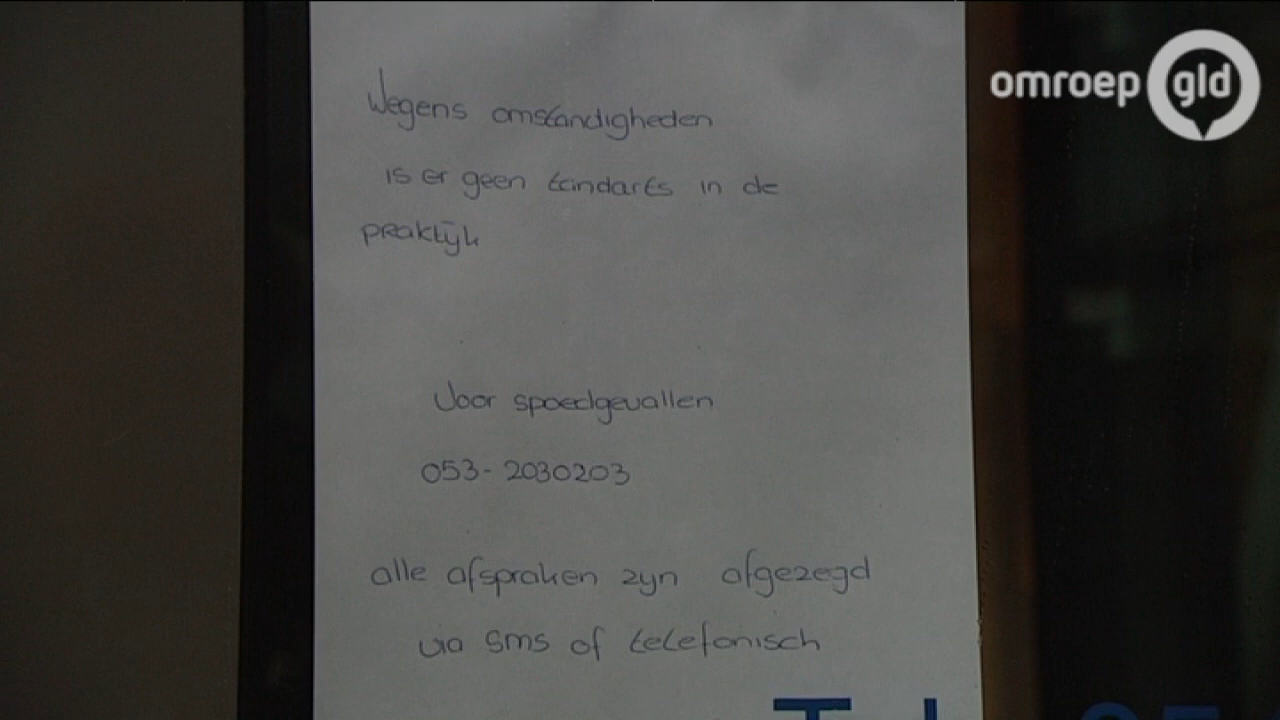 omroep gld
Wegens omstandigheden
is er geen tandarts in de
praktijk
Voor spoedgevallen
053-2030203
alle afspraken zijn afgezegd
via sms of telefonisch